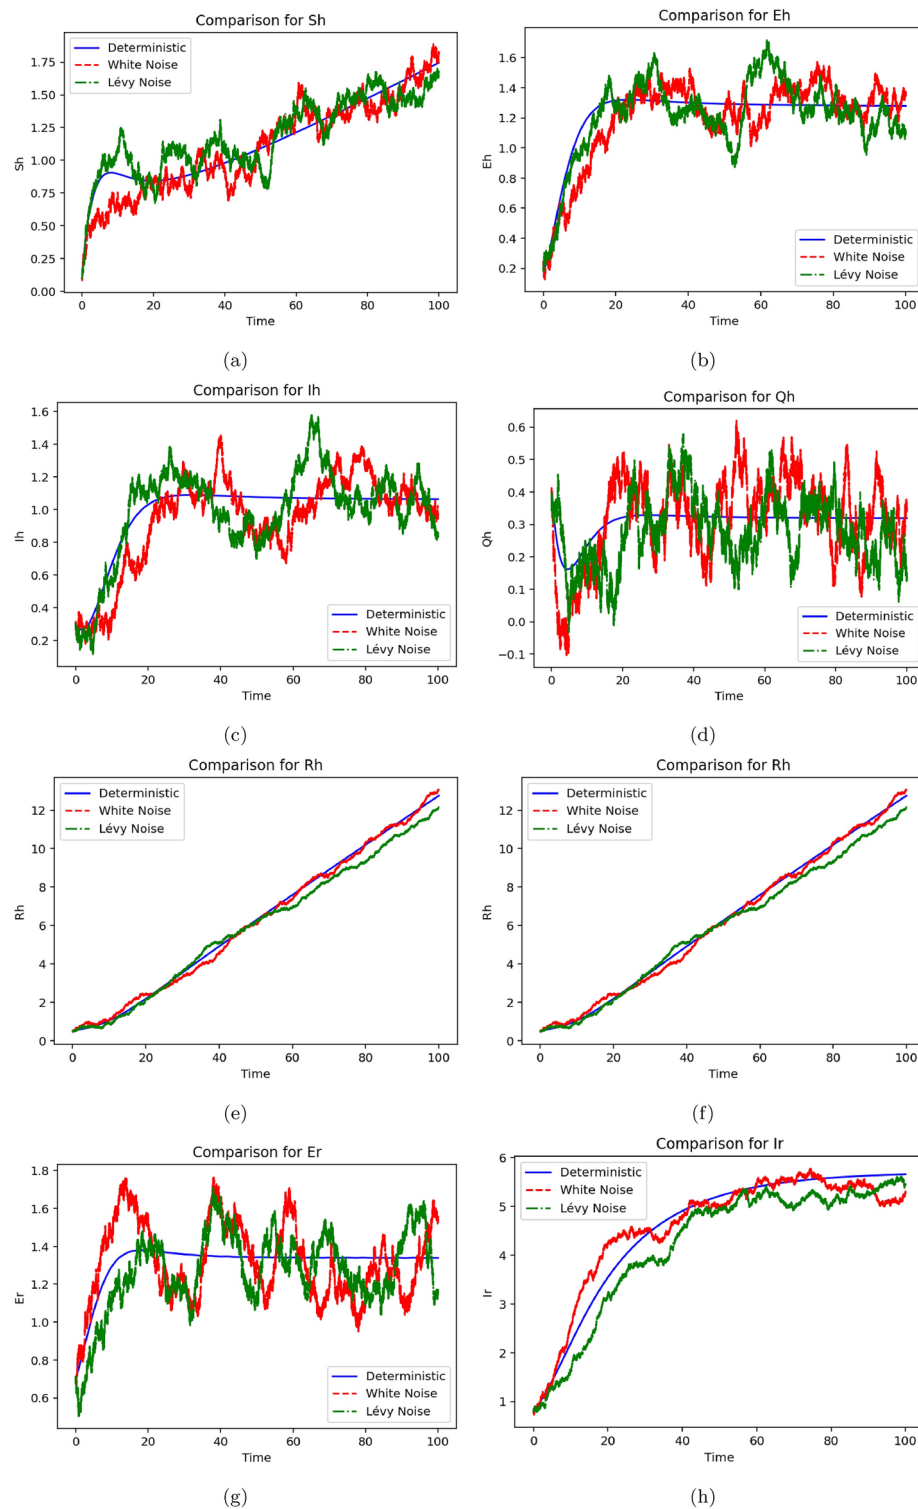 Comparison for Sh
Deterministic
White Noise
Lévy Noise
Sh
1.75
1.50
1.25
1.00
0.75
0.50
0.25
0.00
0 20 40 60 80 100
Time
(a)
Comparison for Eh
Eh
1.6
1.4
1.2
1.0
0.8
0.6
0.4
0.2
Deterministic
White Noise
Lévy Noise
0 20 40 60 80 100
Time
(b)
Comparison for Ih
Ih
1.6
1.4
1.2
1.0
0.8
0.6
0.4
0.2
Deterministic
White Noise
Lévy Noise
0 20 40 60 80 100
Time
(c)
Comparison for Qh
Qh
0.6
0.5
0.4
0.3
0.2
0.1
0.0
−0.1
Deterministic
White Noise
Lévy Noise
0 20 40 60 80 100
Time
(d)
Comparison for Rh
Deterministic
White Noise
Lévy Noise
Rh
12
10
8
6
4
2
0
0 20 40 60 80 100
Time
(e)
Comparison for Rh
Deterministic
White Noise
Lévy Noise
Rh
12
10
8
6
4
2
0
0 20 40 60 80 100
Time
(f)
Comparison for Er
Er
1.8
1.6
1.4
1.2
1.0
0.8
0.6
Deterministic
White Noise
Lévy Noise
0 20 40 60 80 100
Time
(g)
Comparison for Ir
Deterministic
White Noise
Lévy Noise
Ir
6
5
4
3
2
1
0 20 40 60 80 100
Time
(h)